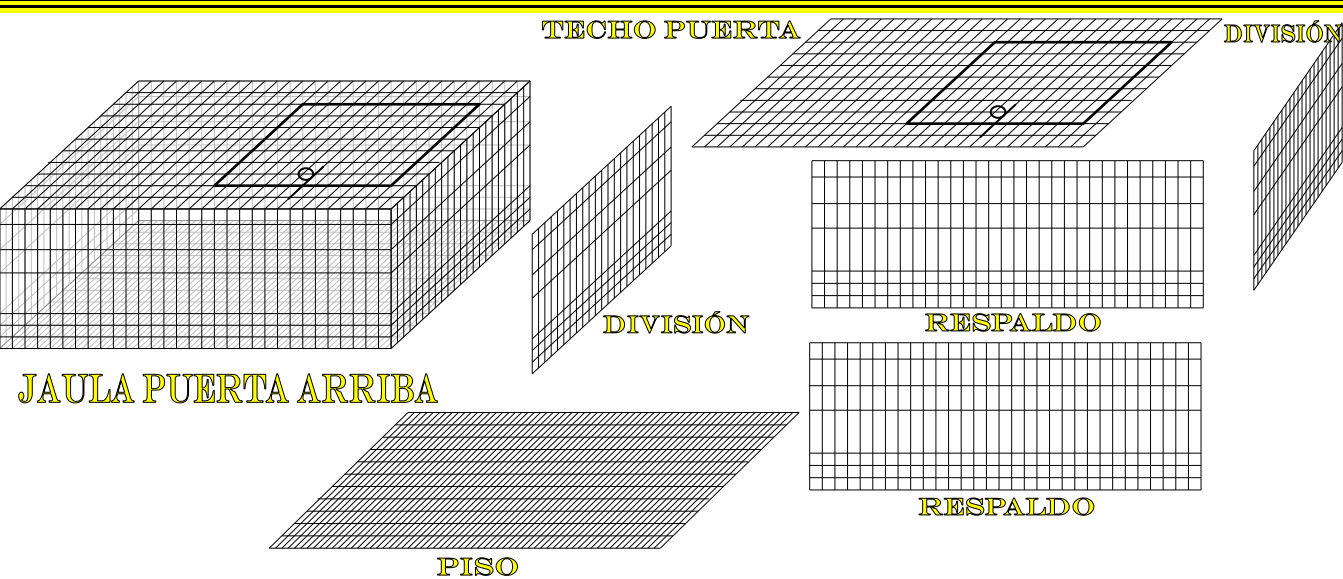 TECHO PUERTA
DIVISIÓN
DIVISIÓN
RESPALDO
JAULA PUERTA ARRIBA
RESPALDO
PISO